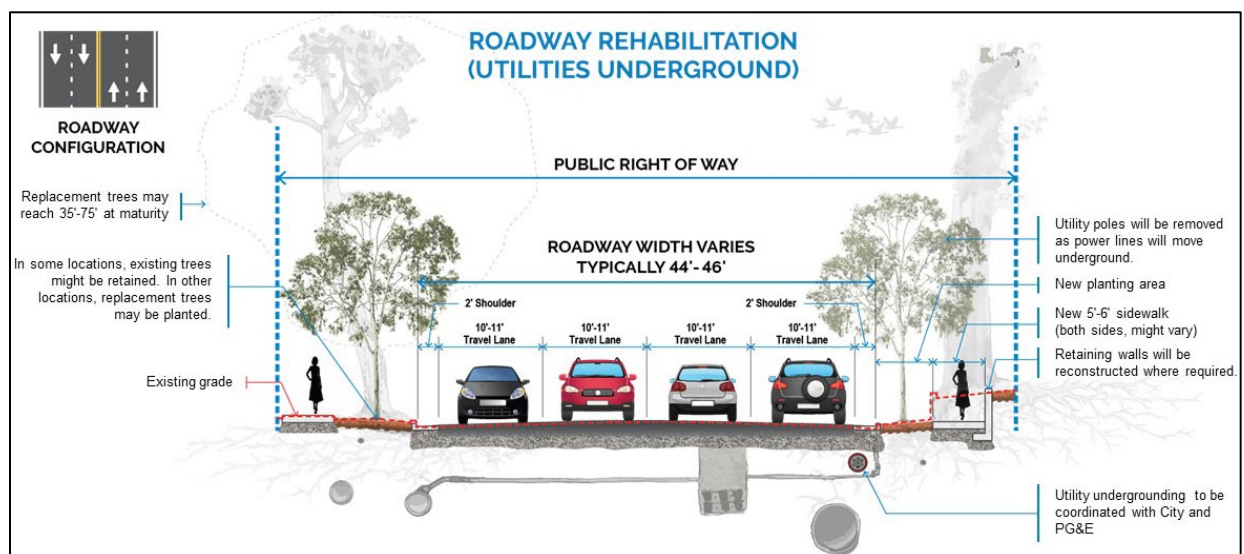 ROADWAY REHABILITATION
(UTILITIES UNDERGROUND)
ROADWAY
CONFIGURATION
PUBLIC RIGHT OF WAY
Replacement trees may
reach 35'-75' at maturity
In some locations, existing trees
might be retained. In other
locations, replacement trees
may be planted.
Existing grade
ROADWAY WIDTH VARIES
TYPICALLY 44'- 46'
2' Shoulder
2' Shoulder
10'-11'
Travel Lane
10'-11'
Travel Lane
10'-11'
Travel Lane
10'-11'
Travel Lane
Utility poles will be removed
as power lines will move
underground.
New planting area
New 5'-6' sidewalk
(both sides, might vary)
Retaining walls will be
reconstructed where required.
Utility undergrounding to be
coordinated with City and
PG&E